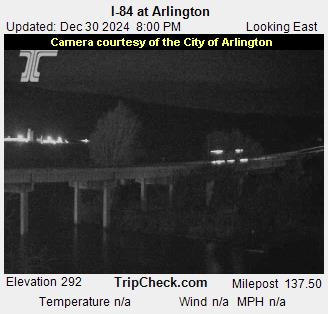 I-84 at Arlington
Updated: Dec 30 2024 8:00 PM Looking East
Camera courtesy of the City of Arlington
Elevation 292 TripCheck.com Milepost 137.50
Temperature n/a Wind n/a MPH n/a